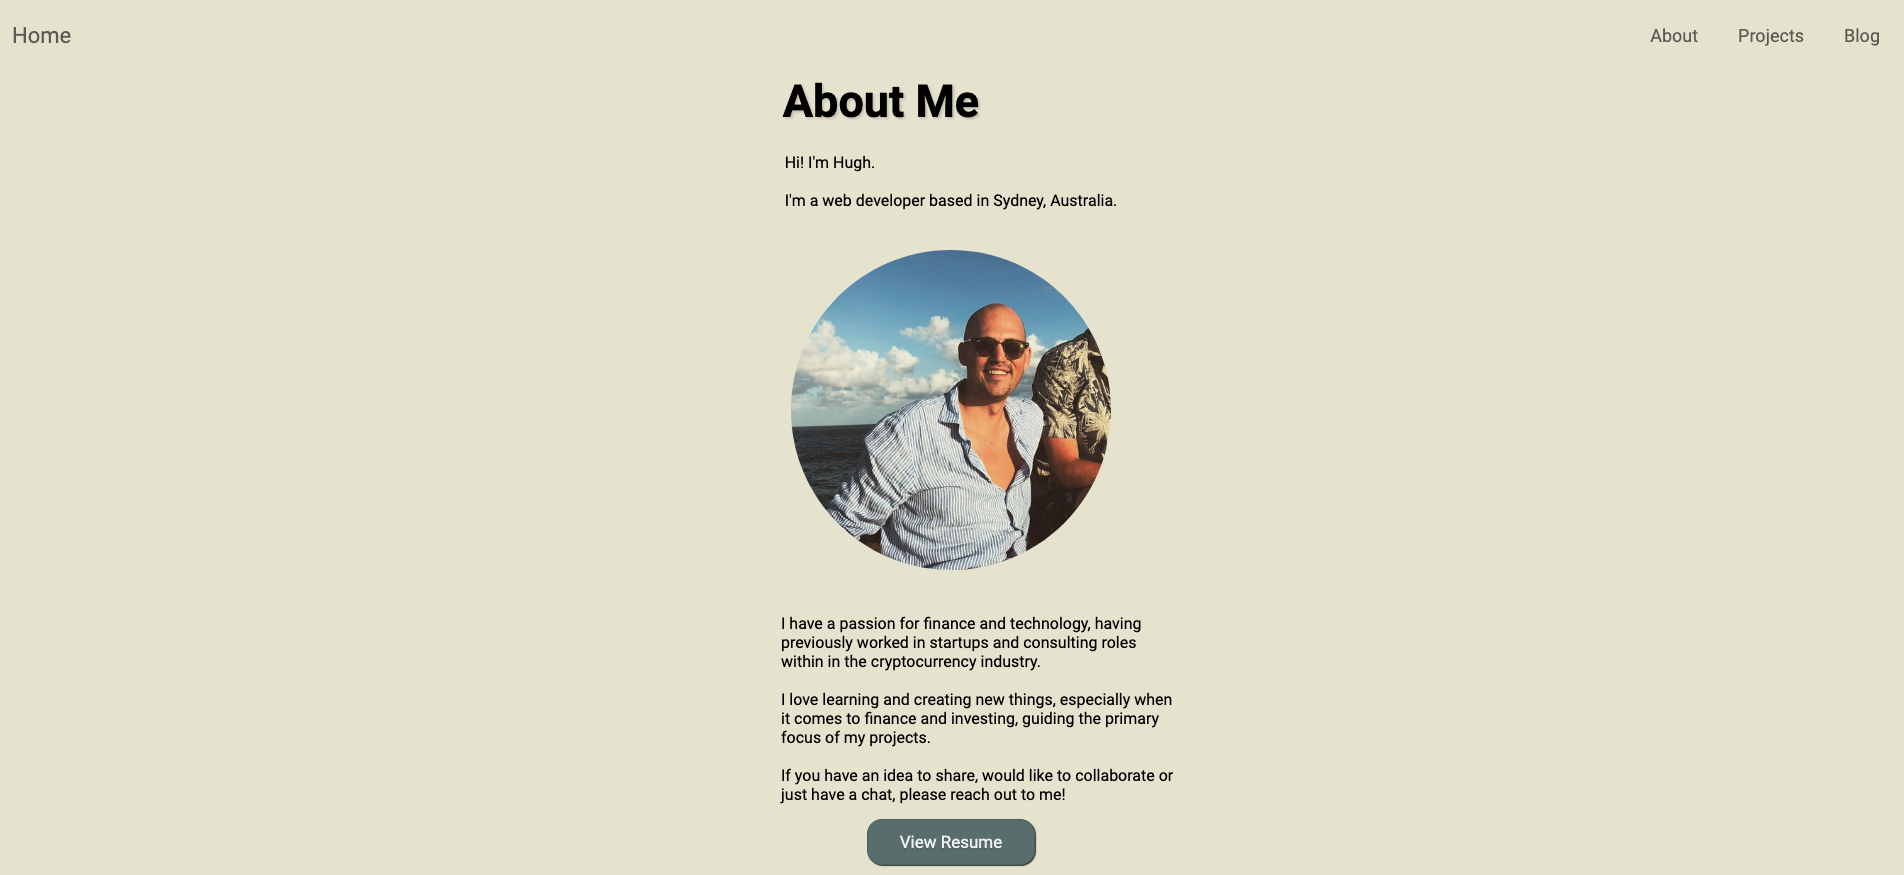 Home
About
Projects
Blog
About Me
Hi! I'm Hugh.
I'm a web developer based in Sydney, Australia.
I have a passion for finance and technology, having
previously worked in startups and consulting roles
within in the cryptocurrency industry.
I love learning and creating new things, especially when
it comes to finance and investing, guiding the primary
focus of my projects.
If you have an idea to share, would like to collaborate or
just have a chat, please reach out to me!
View Resume